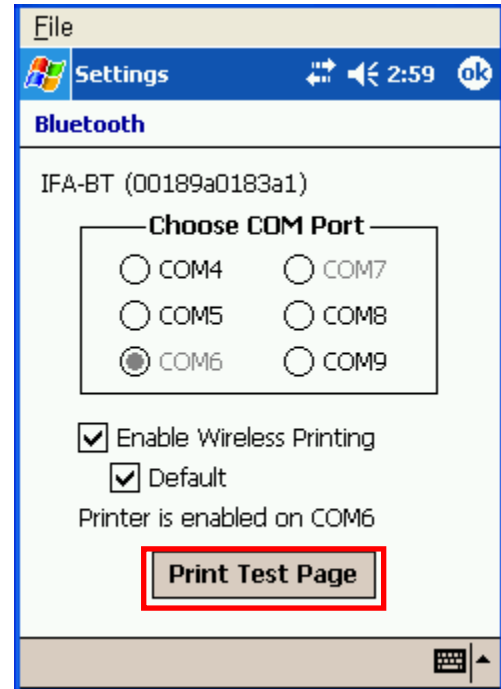 File
Settings 2:59 ok
Bluetooth
IFA-BT (00189a0183a1)
Choose COM Port
COM4 COM7
COM5 COM8
COM6 COM9
Enable Wireless Printing
Default
Printer is enabled on COM6
Print Test Page